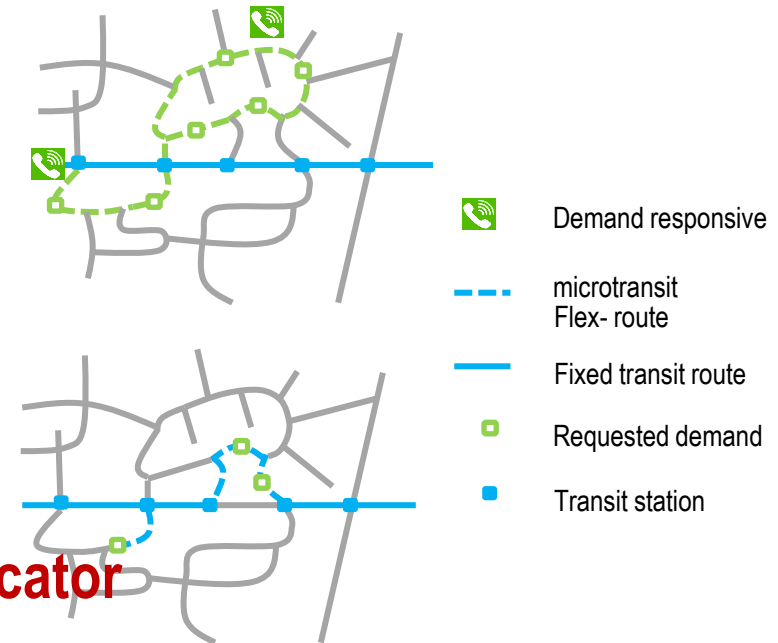 Demand responsive
microtransit
Flex- route
Fixed transit route
Requested demand
Transit station
cator